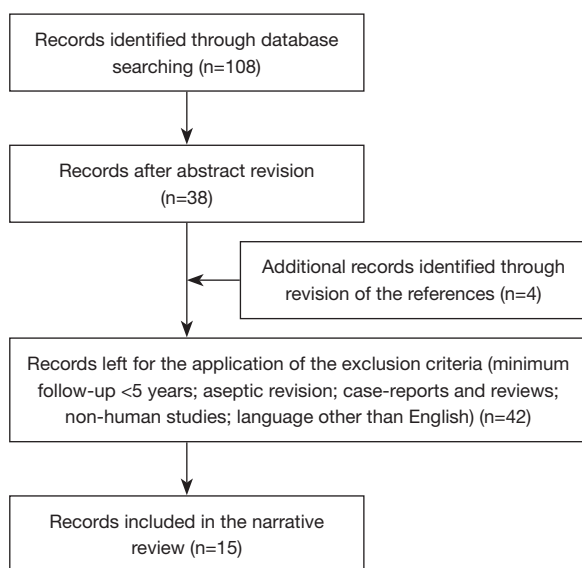 Records identified through database
searching (n=108)
Records after abstract revision
(n=38)
Additional records identified through
revision of the references (n=4)
Records left for the application of the exclusion criteria (minimum
follow-up <5 years; aseptic revision; case-reports and reviews;
non-human studies; language other than English) (n=42)
Records included in the narrative
review (n=15)